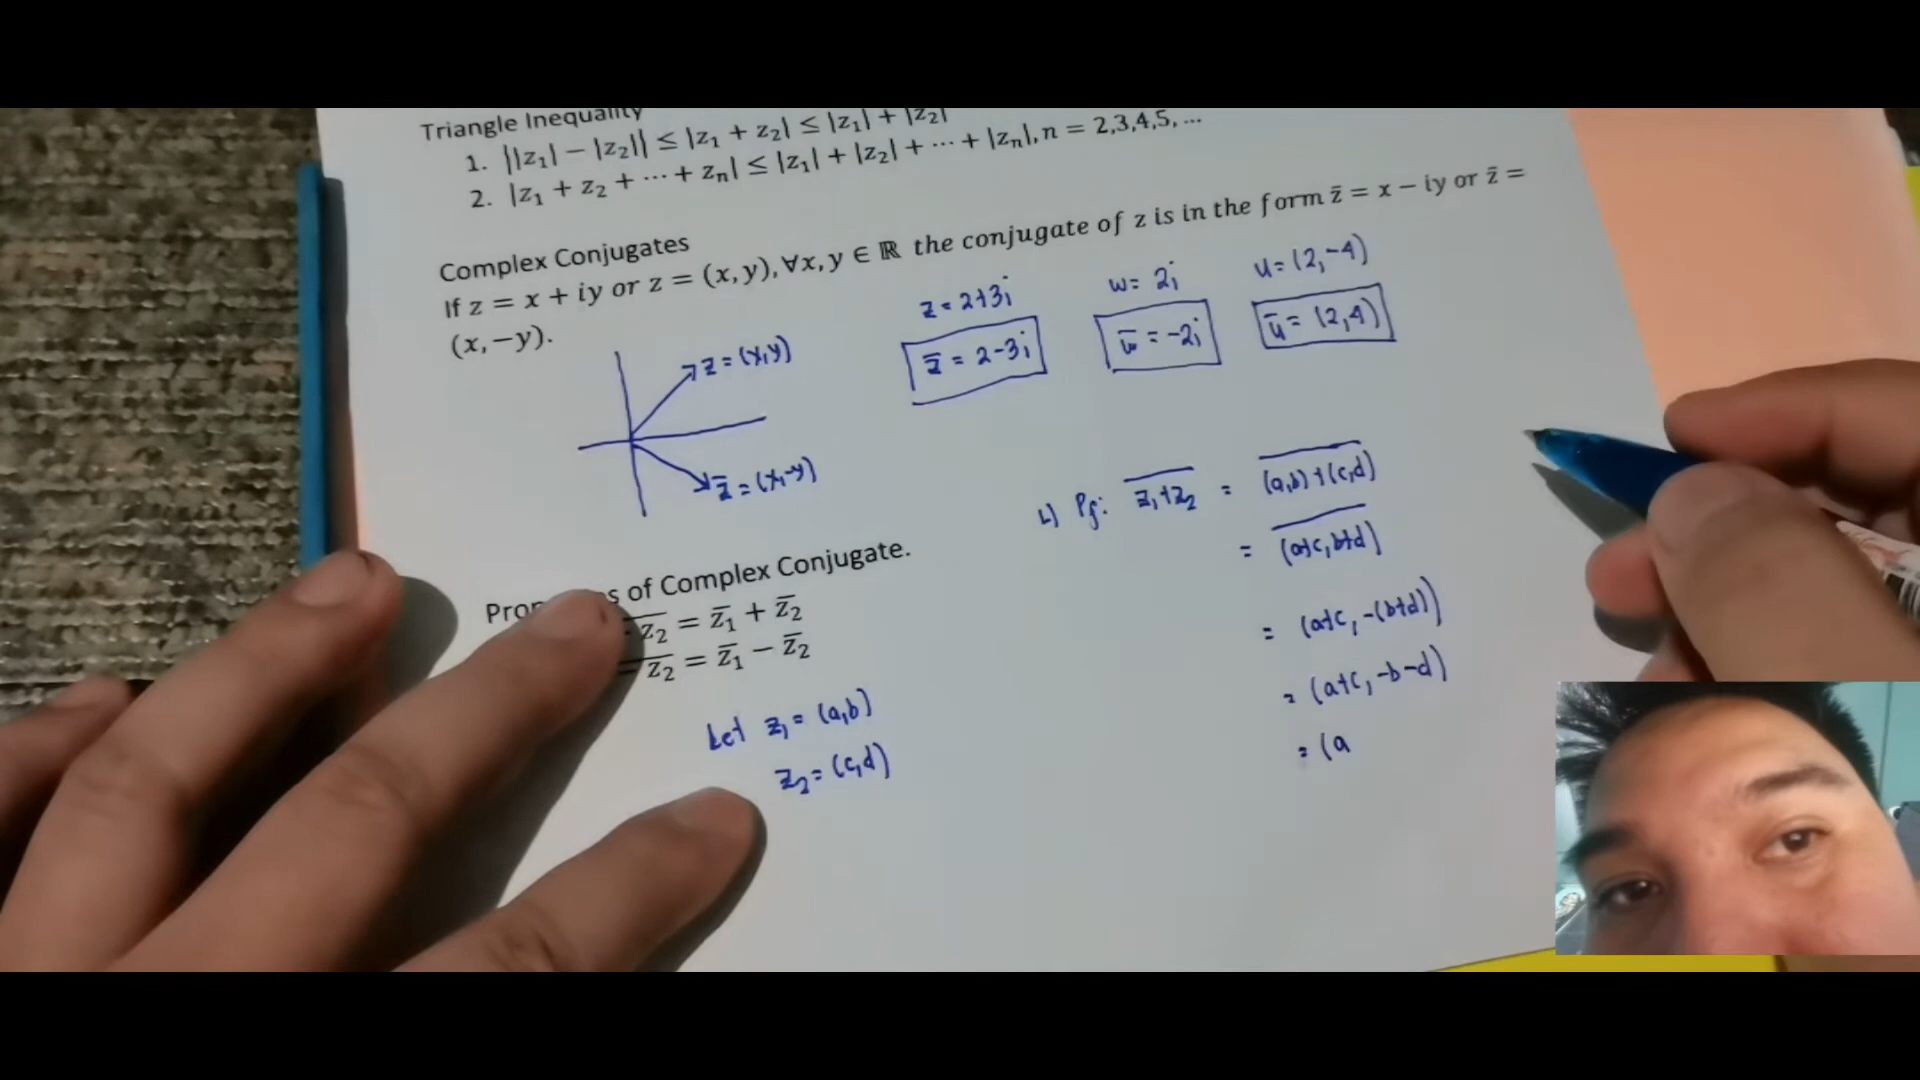 Triangle Inequality
1. ||z₁| − |z₂|| ≤ |z₁ + z₂| ≤ |z₁| + |z₂|
2. |z₁ + z₂ + ⋯ + zₙ| ≤ |z₁| + |z₂| + ⋯ + |zₙ|, n = 2,3,4,5, …
Complex Conjugates
If z = x + iy or z = (x, y), ∀x, y ∈ ℝ the conjugate of z is in the form z̄ = x − iy or z̄ =
(x, −y).
z = 2+3i
z̄ = 2-3i
w = 2i
w̄ = -2i
u = (2,-4)
ū = (2,4)
z = (x,y)
z̄ = (x,-y)
Properties of Complex Conjugate.
z₂ = z̄₁ + z̄₂
z₂ = z̄₁ − z̄₂
Let z₁ = (a,b)
z₂ = (c,d)
Pf: z₁+z₂ = (a,b)+(c,d)
= (a+c, b+d)
= (a+c, -(b+d))
= (a+c, -b-d)
= (a